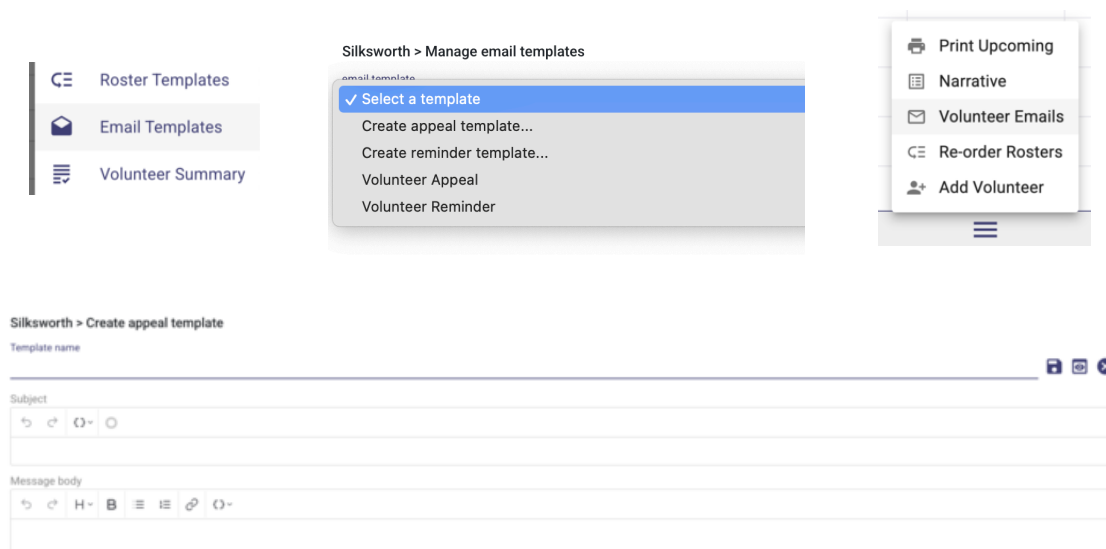 Roster Templates
Email Templates
Volunteer Summary
Silksworth > Manage email templates
email template
✓ Select a template
Create appeal template...
Create reminder template...
Volunteer Appeal
Volunteer Reminder
Print Upcoming
Narrative
Volunteer Emails
Re-order Rosters
Add Volunteer
Silksworth > Create appeal template
Template name
Subject
Message body
H B